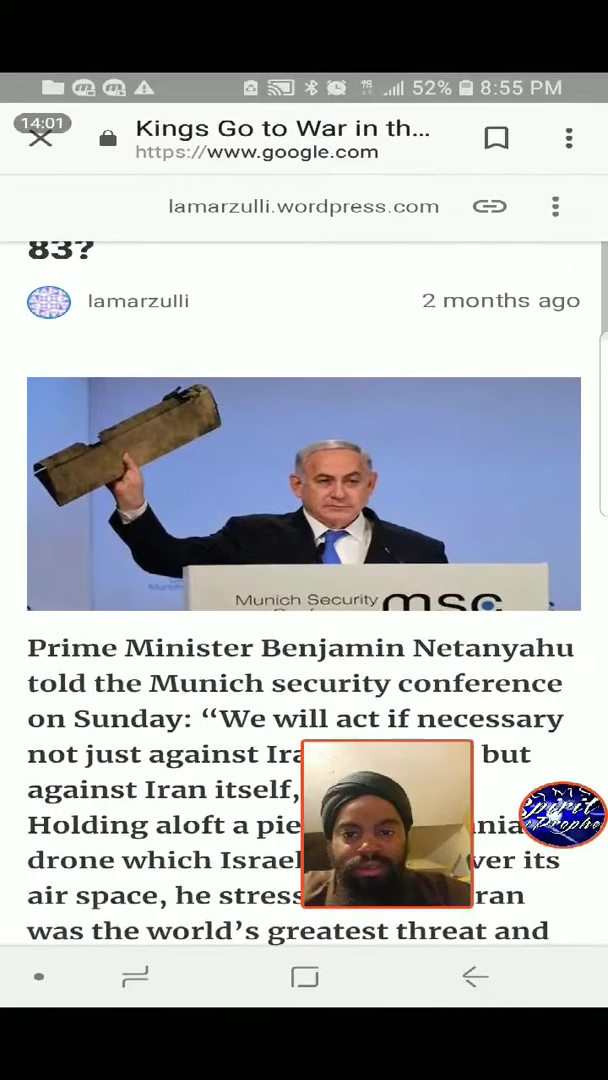 52% 8:55 PM
14:01
Kings Go to War in th...
https://www.google.com
lamarzulli.wordpress.com
83?
lamarzulli
2 months ago
Munich Security
msc
Prime Minister Benjamin Netanyahu
told the Munich security conference
on Sunday: “We will act if necessary
not just against Ira but
against Iran itself,
Holding aloft a pie nia
drone which Israel ver its
air space, he stress ran
was the world’s greatest threat and
Spirit